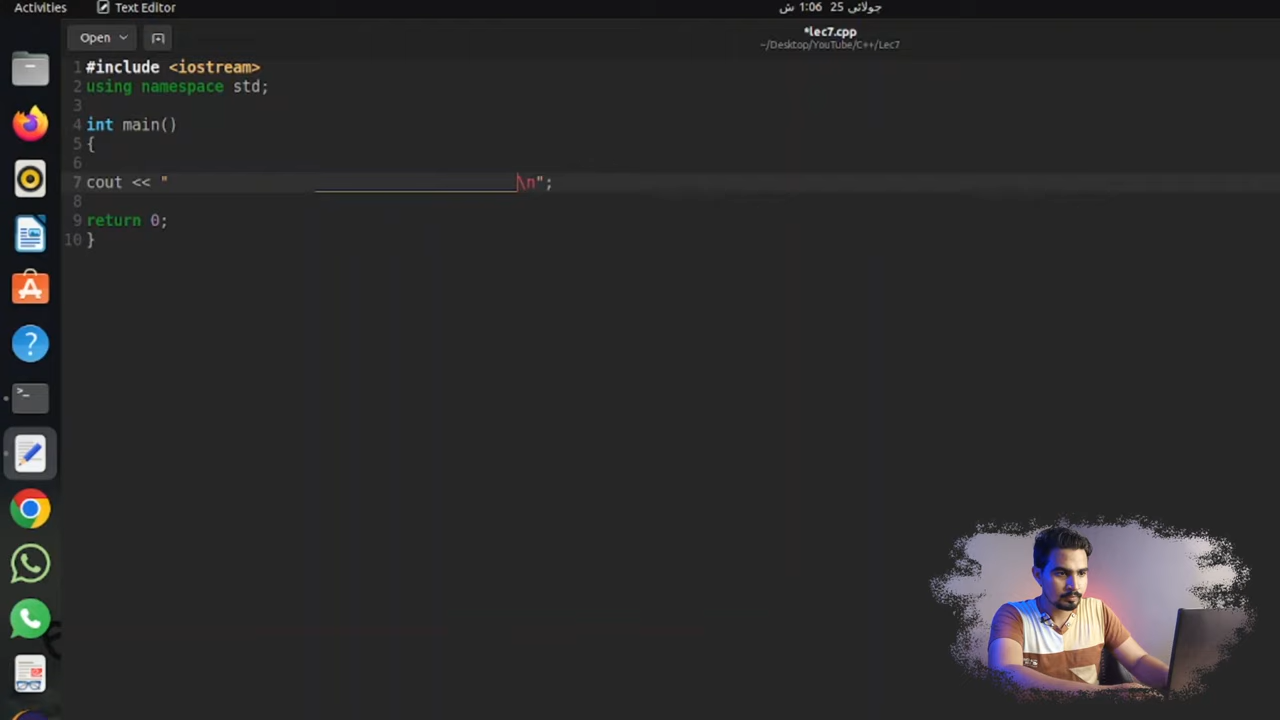 Activities Text Editor جولائی 25 1:06 ش
Open *lec7.cpp
~/Desktop/YouTube/C++/Lec7
1 #include <iostream>
2 using namespace std;
3
4 int main()
5 {
6
7 cout << "                ______________________\n";
8
9 return 0;
10 }